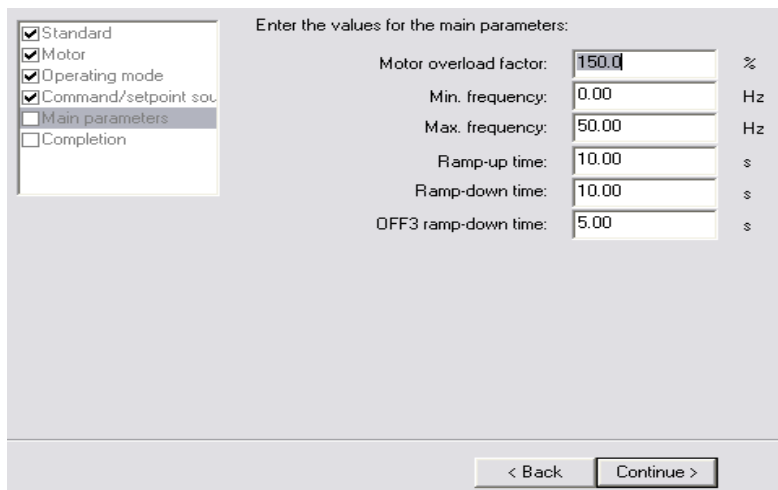 Standard
Motor
Operating mode
Command/setpoint sou
Main parameters
Completion
Enter the values for the main parameters:
Motor overload factor: 150.0 %
Min. frequency: 0.00 Hz
Max. frequency: 50.00 Hz
Ramp-up time: 10.00 s
Ramp-down time: 10.00 s
OFF3 ramp-down time: 5.00 s
< Back Continue >